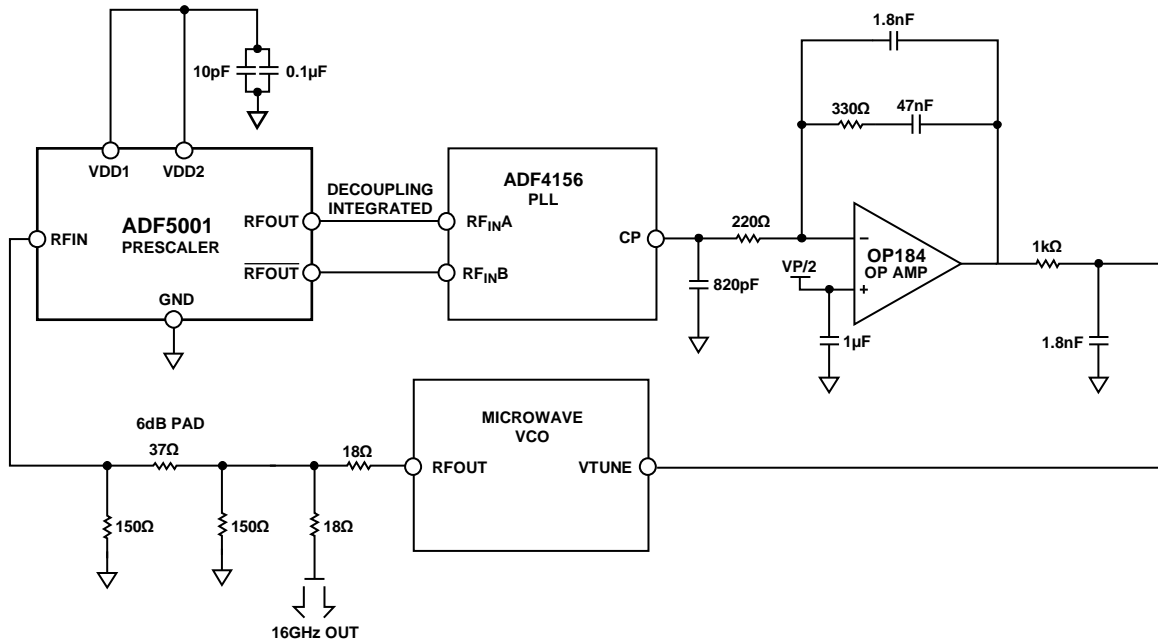 1.8nF
10pF
0.1µF
330Ω
47nF
VDD1
VDD2
ADF5001
PRESCALER
RFIN
RFOUT
RFOUT
GND
DECOUPLING
INTEGRATED
ADF4156
PLL
RFINA
RFINB
CP
220Ω
820pF
VP/2
1µF
OP184
OP AMP
1kΩ
1.8nF
6dB PAD
37Ω
150Ω
150Ω
18Ω
18Ω
16GHz OUT
MICROWAVE
VCO
RFOUT
VTUNE